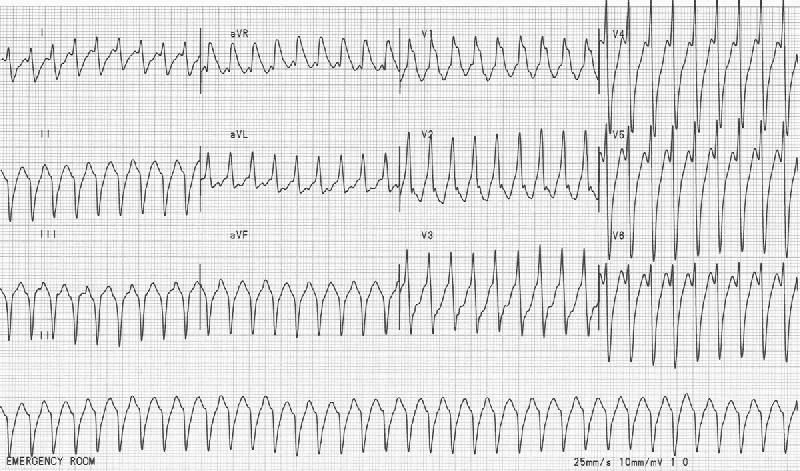 I aVR V1 V4
II aVL V2 V5
III aVF V3 V6
II
EMERGENCY ROOM 25mm/s 10mm/mV 1 0